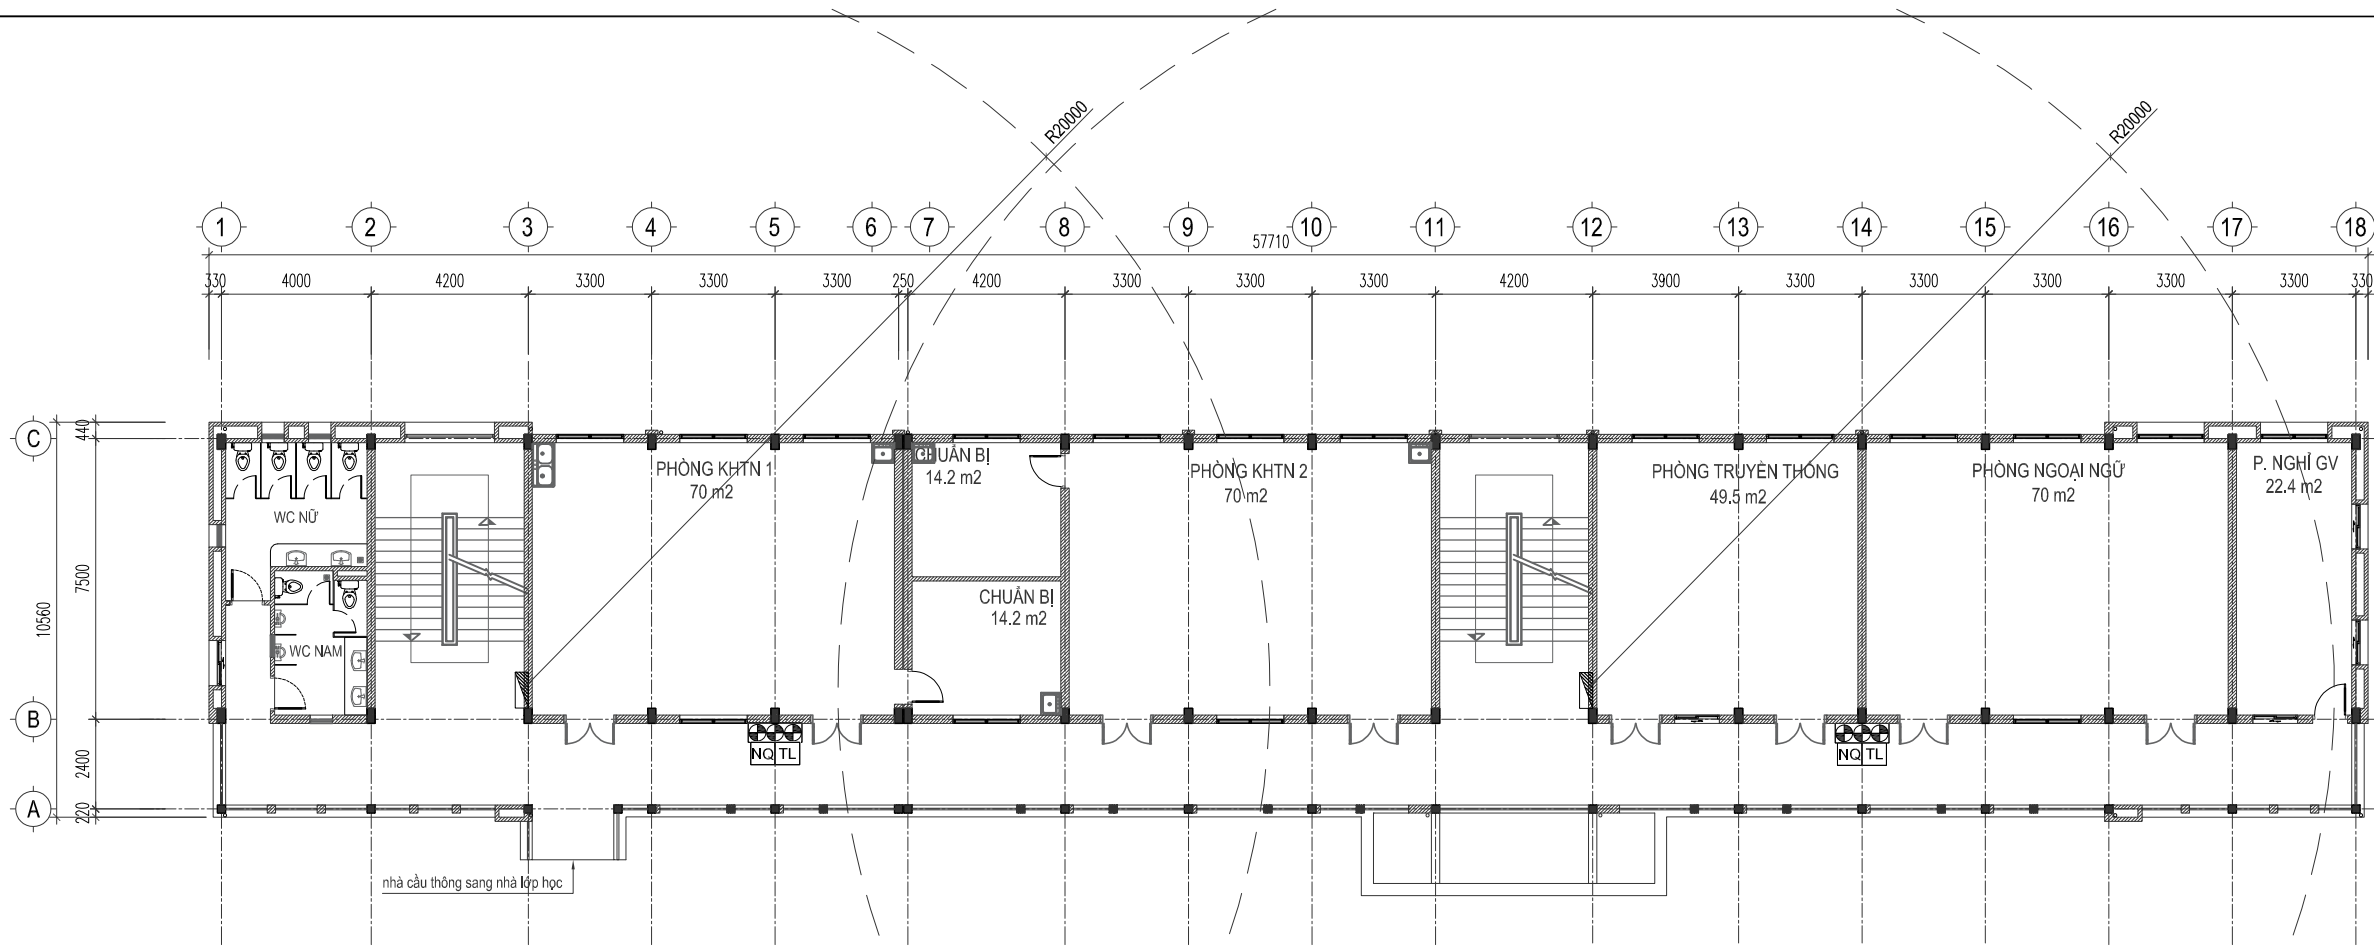 R20000
R20000
1 2 3 4 5 6 7 8 9 10 11 12 13 14 15 16 17 18
57710
330 4000 4200 3300 3300 3300 250 4200 3300 3300 3300 4200 3900 3300 3300 3300 3300 3300 330
C
440
7500
10560
B
2400
A
220
WC NỮ
WC NAM
PHÒNG KHTN 1
70 m2
CHUẨN BỊ
14.2 m2
CHUẨN BỊ
14.2 m2
PHÒNG KHTN 2
70 m2
PHÒNG TRUYỀN THỐNG
49.5 m2
PHÒNG NGOẠI NGỮ
70 m2
P. NGHỈ GV
22.4 m2
NQ TL
NQ TL
nhà cầu thông sang nhà lớp học